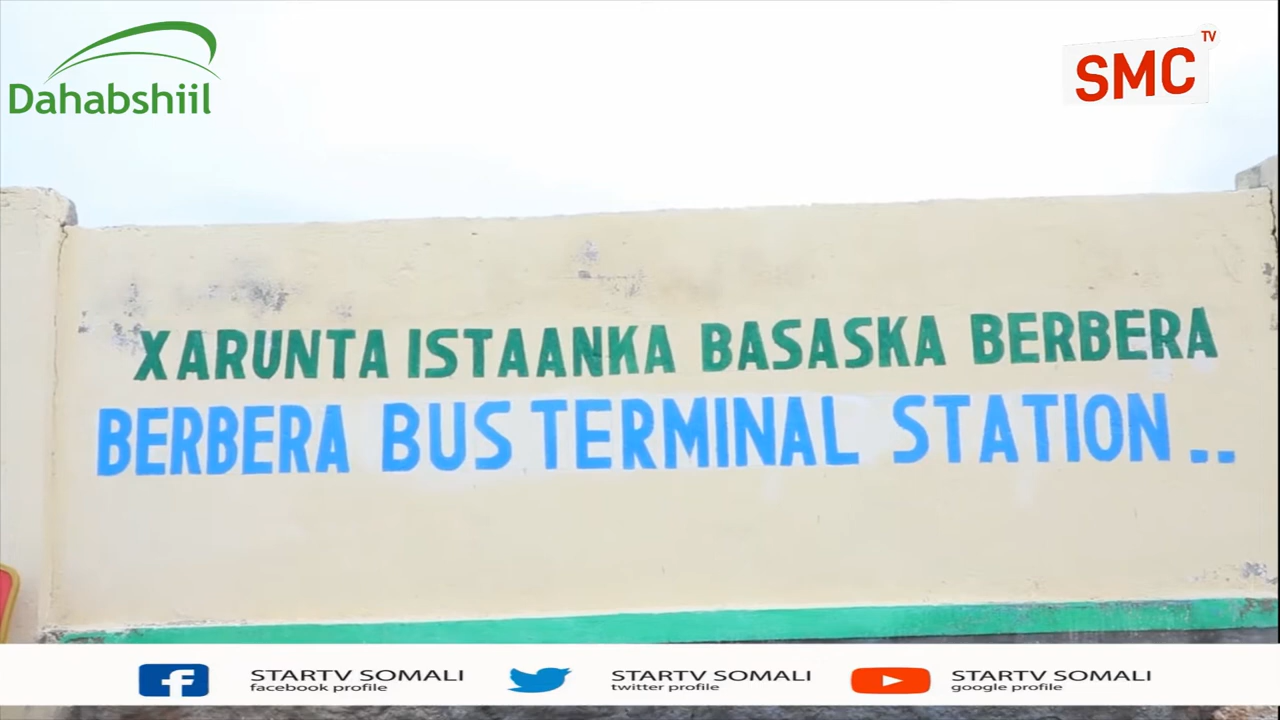 Dahabshiil
SMC TV
XARUNTA ISTAANKA BASASKA BERBERA
BERBERA BUS TERMINAL STATION ..
STARTV SOMALI
facebook profile
STARTV SOMALI
twitter profile
STARTV SOMALI
google profile